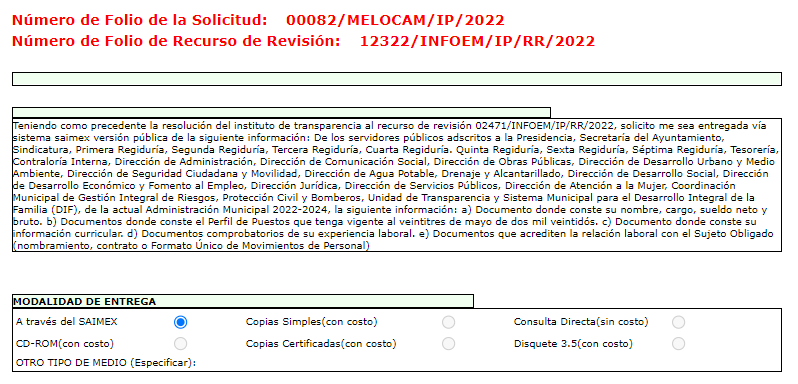 Número de Folio de la Solicitud: 00082/MELOCAM/IP/2022
Número de Folio de Recurso de Revisión: 12322/INFOEM/IP/RR/2022
Teniendo como precedente la resolución del instituto de transparencia al recurso de revisión 02471/INFOEM/IP/RR/2022, solicito me sea entregada vía
sistema saimex versión pública de la siguiente información: De los servidores públicos adscritos a la Presidencia, Secretaría del Ayuntamiento,
Sindicatura, Primera Regiduría, Segunda Regiduría, Tercera Regiduría, Cuarta Regiduría. Quinta Regiduría, Sexta Regiduría, Séptima Regiduría, Tesorería,
Contraloría Interna, Dirección de Administración, Dirección de Comunicación Social, Dirección de Obras Públicas, Dirección de Desarrollo Urbano y Medio
Ambiente, Dirección de Seguridad Ciudadana y Movilidad, Dirección de Agua Potable, Drenaje y Alcantarillado, Dirección de Desarrollo Social, Dirección
de Desarrollo Económico y Fomento al Empleo, Dirección Jurídica, Dirección de Servicios Públicos, Dirección de Atención a la Mujer, Coordinación
Municipal de Gestión Integral de Riesgos, Protección Civil y Bomberos, Unidad de Transparencia y Sistema Municipal para el Desarrollo Integral de la
Familia (DIF), de la actual Administración Municipal 2022-2024, la siguiente información: a) Documento donde conste su nombre, cargo, sueldo neto y
bruto. b) Documentos donde conste el Perfil de Puestos que tenga vigente al veintitres de mayo de dos mil veintidós. c) Documento donde conste su
información curricular. d) Documentos comprobatorios de su experiencia laboral. e) Documentos que acrediten la relación laboral con el Sujeto Obligado
(nombramiento, contrato o Formato Único de Movimientos de Personal)
MODALIDAD DE ENTREGA
A través del SAIMEX Copias Simples(con costo) Consulta Directa(sin costo)
CD-ROM(con costo) Copias Certificadas(con costo) Disquete 3.5(con costo)
OTRO TIPO DE MEDIO (Especificar):